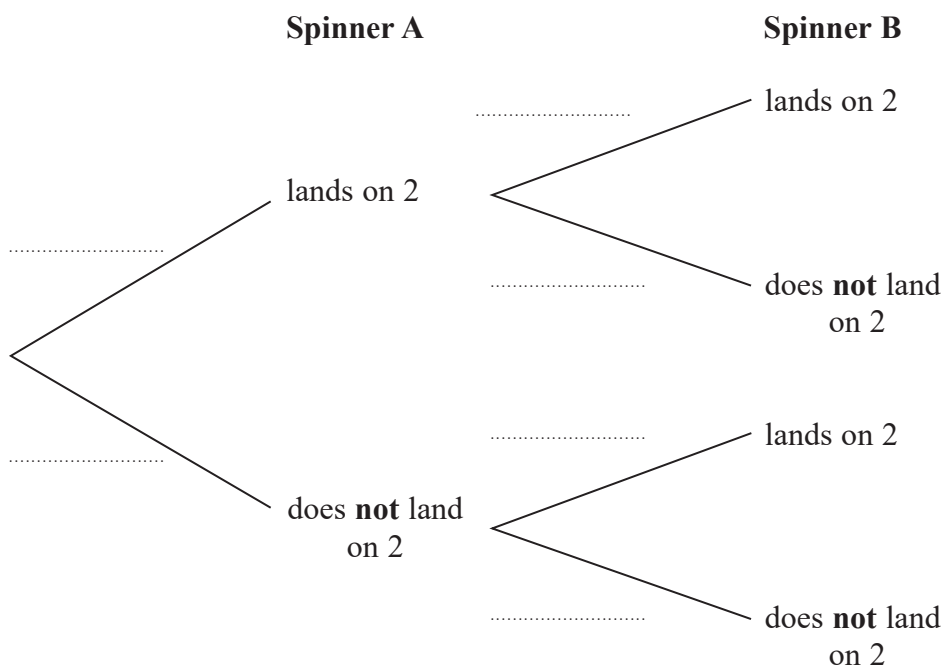 Spinner A
Spinner B
lands on 2
lands on 2
does not land
on 2
lands on 2
does not land
on 2
does not land
on 2